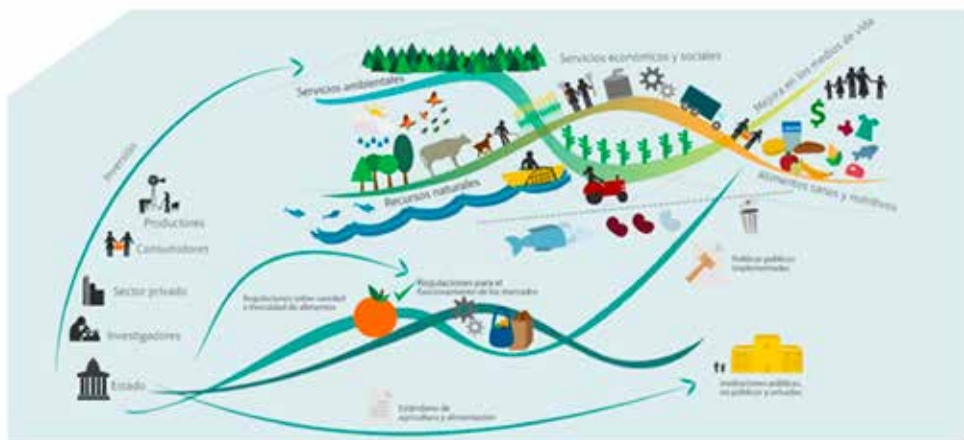 Servicios económicos y sociales
Servicios ambientales
Mejora en los medios de vida
Inversión
Recursos naturales
Alimentos sanos y nutritivos
Productores
Consumidores
Sector privado
Investigadores
Estado
Regulaciones sobre sanidad
e inocuidad de alimentos
Regulaciones para el
funcionamiento de los mercados
Políticas públicas
implementadas
Instituciones públicas,
no públicas y privadas
Estándares de
agricultura y alimentación
$